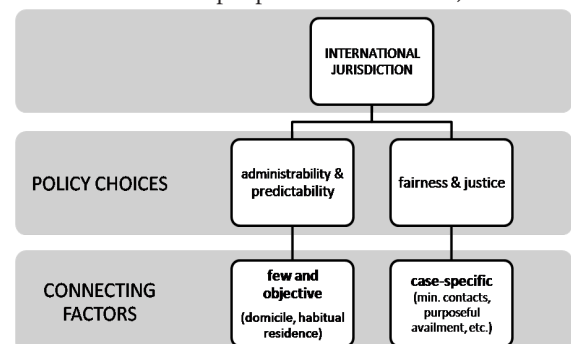 INTERNATIONAL
JURISDICTION
POLICY CHOICES
administrability &
predictability
fairness & justice
CONNECTING
FACTORS
few and
objective
(domicile, habitual
residence)
case-specific
(min. contacts,
purposeful
availment, etc.)